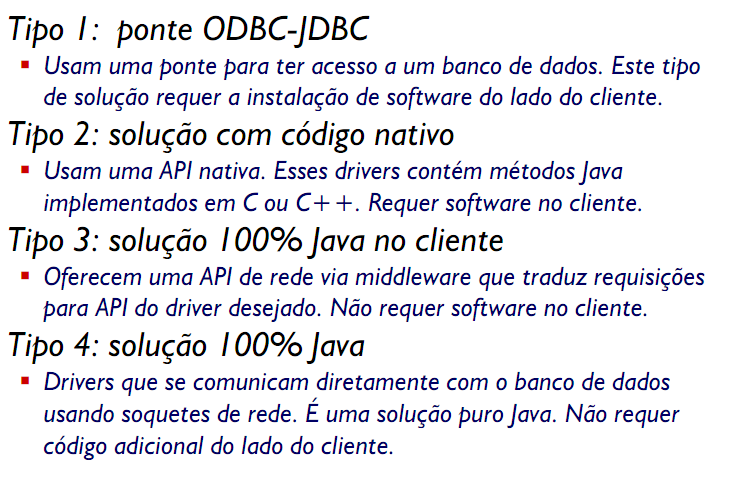 Tipo 1: ponte ODBC-JDBC
▪ Usam uma ponte para ter acesso a um banco de dados. Este tipo
de solução requer a instalação de software do lado do cliente.
Tipo 2: solução com código nativo
▪ Usam uma API nativa. Esses drivers contém métodos Java
implementados em C ou C++. Requer software no cliente.
Tipo 3: solução 100% Java no cliente
▪ Oferecem uma API de rede via middleware que traduz requisições
para API do driver desejado. Não requer software no cliente.
Tipo 4: solução 100% Java
▪ Drivers que se comunicam diretamente com o banco de dados
usando soquetes de rede. É uma solução puro Java. Não requer
código adicional do lado do cliente.